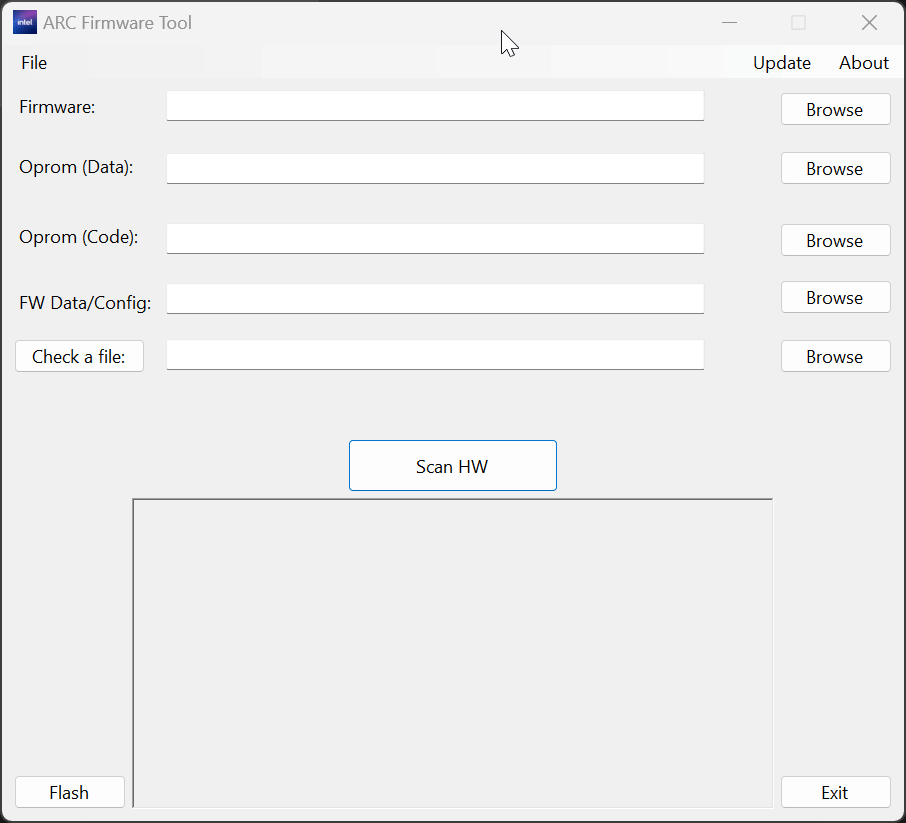 intel ARC Firmware Tool
File Update About
Firmware: Browse
Oprom (Data): Browse
Oprom (Code): Browse
FW Data/Config: Browse
Check a file: Browse
Scan HW
Flash Exit